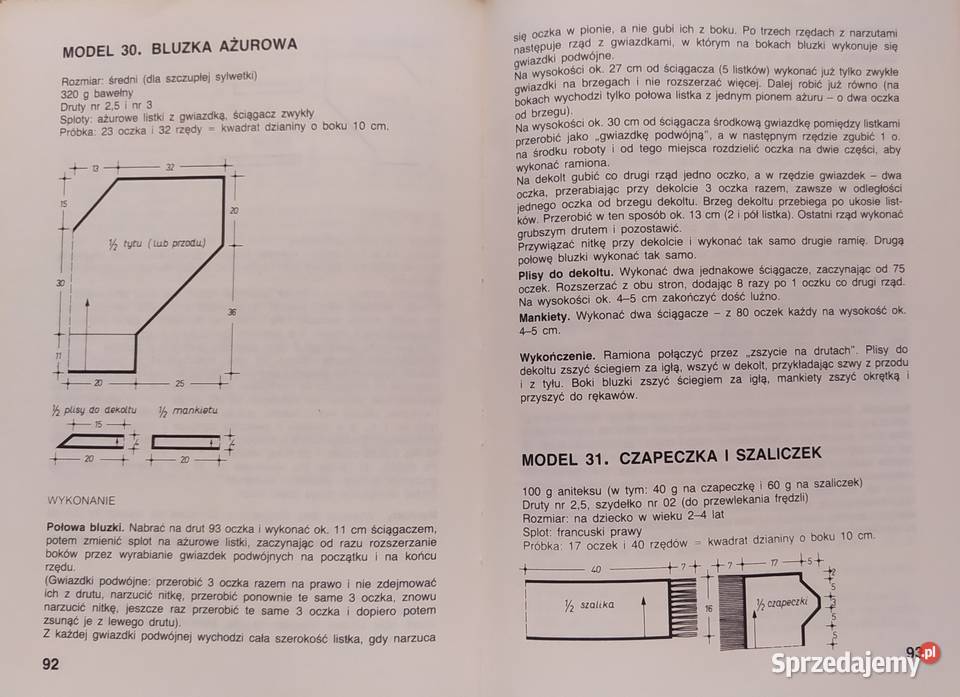 MODEL 30. BLUZKA AŻUROWA
Rozmiar: średni (dla szczupłej sylwetki)
320 g bawełny
Druty nr 2,5 i nr 3
Sploty: ażurowe listki z gwiazdką, ściągacz zwykły
Próbka: 23 oczka i 32 rzędy = kwadrat dzianiny o boku 10 cm.
13 32
15
20
½ tyłu (lub przodu)
30
36
11
20 25
½ plisy do dekoltu ½ mankietu
15
4 4
20 20
WYKONANIE
Połowa bluzki. Nabrać na drut 93 oczka i wykonać ok. 11 cm ściągaczem,
potem zmienić splot na ażurowe listki, zaczynając od razu rozszerzanie
boków przez wyrabianie gwiazdek podwójnych na początku i na końcu
rzędu.
(Gwiazdki podwójne: przerobić 3 oczka razem na prawo i nie zdejmować
ich z drutu, narzucić nitkę, przerobić ponownie te same 3 oczka, znowu
narzucić nitkę, jeszcze raz przerobić te same 3 oczka i dopiero potem
zsunąć je z lewego drutu).
Z każdej gwiazdki podwójnej wychodzi cała szerokość listka, gdy narzuca
92
się oczka w pionie, a nie gubi ich z boku. Po trzech rzędach z narzutami
następuje rząd z gwiazdkami, w którym na bokach bluzki wykonuje się
gwiazdki podwójne.
Na wysokości ok. 27 cm od ściągacza (5 listków) wykonać już tylko zwykłe
gwiazdki na brzegach i nie rozszerzać więcej. Dalej robić już równo (na
bokach wychodzi tylko połowa listka z jednym pionem ażuru – o dwa oczka
od brzegu).
Na wysokości ok. 30 cm od ściągacza środkową gwiazdkę pomiędzy listkami
przerobić jako „gwiazdkę podwójną”, a w następnym rzędzie zgubić 1 o.
na środku roboty i od tego miejsca rozdzielić oczka na dwie części, aby
wykonać ramiona.
Na dekolt gubić co drugi rząd jedno oczko, a w rzędzie gwiazdek – dwa
oczka, przerabiając przy dekolcie 3 oczka razem, zawsze w odległości
jednego oczka od brzegu dekoltu. Brzeg dekoltu przebiega po ukosie list-
ków. Przerobić w ten sposób ok. 13 cm (2 i pół listka). Ostatni rząd wykonać
grubszym drutem i pozostawić.
Przywiązać nitkę przy dekolcie i wykonać tak samo drugie ramię. Drugą
połowę bluzki wykonać tak samo.
Plisy do dekoltu. Wykonać dwa jednakowe ściągacze, zaczynając od 75
oczek. Rozszerzać z obu stron, dodając 8 razy po 1 oczku co drugi rząd.
Na wysokości ok. 4–5 cm zakończyć dość luźno.
Mankiety. Wykonać dwa ściągacze – z 80 oczek każdy na wysokość ok.
4–5 cm.
Wykończenie. Ramiona połączyć przez „zszycie na drutach”. Plisy do
dekoltu zszyć ściegiem za igłą, wszyć w dekolt, przykładając szwy z przodu
i z tyłu. Boki bluzki zszyć ściegiem za igłą, mankiety zszyć okrętką i
przyszyć do rękawów.
MODEL 31. CZAPECZKA I SZALICZEK
100 g aniteksu (w tym: 40 g na czapeczkę i 60 g na szaliczek)
Druty nr 2,5, szydełko nr 02 (do przewlekania frędzli)
Rozmiar: na dziecko w wieku 2–4 lat
Splot: francuski prawy
Próbka: 17 oczek i 40 rzędów = kwadrat dzianiny o boku 10 cm.
40 7 7 17 5
2
5
½ szalika 16 ½ czapeczki 3
5
5
93
Sprzedajemy.pl